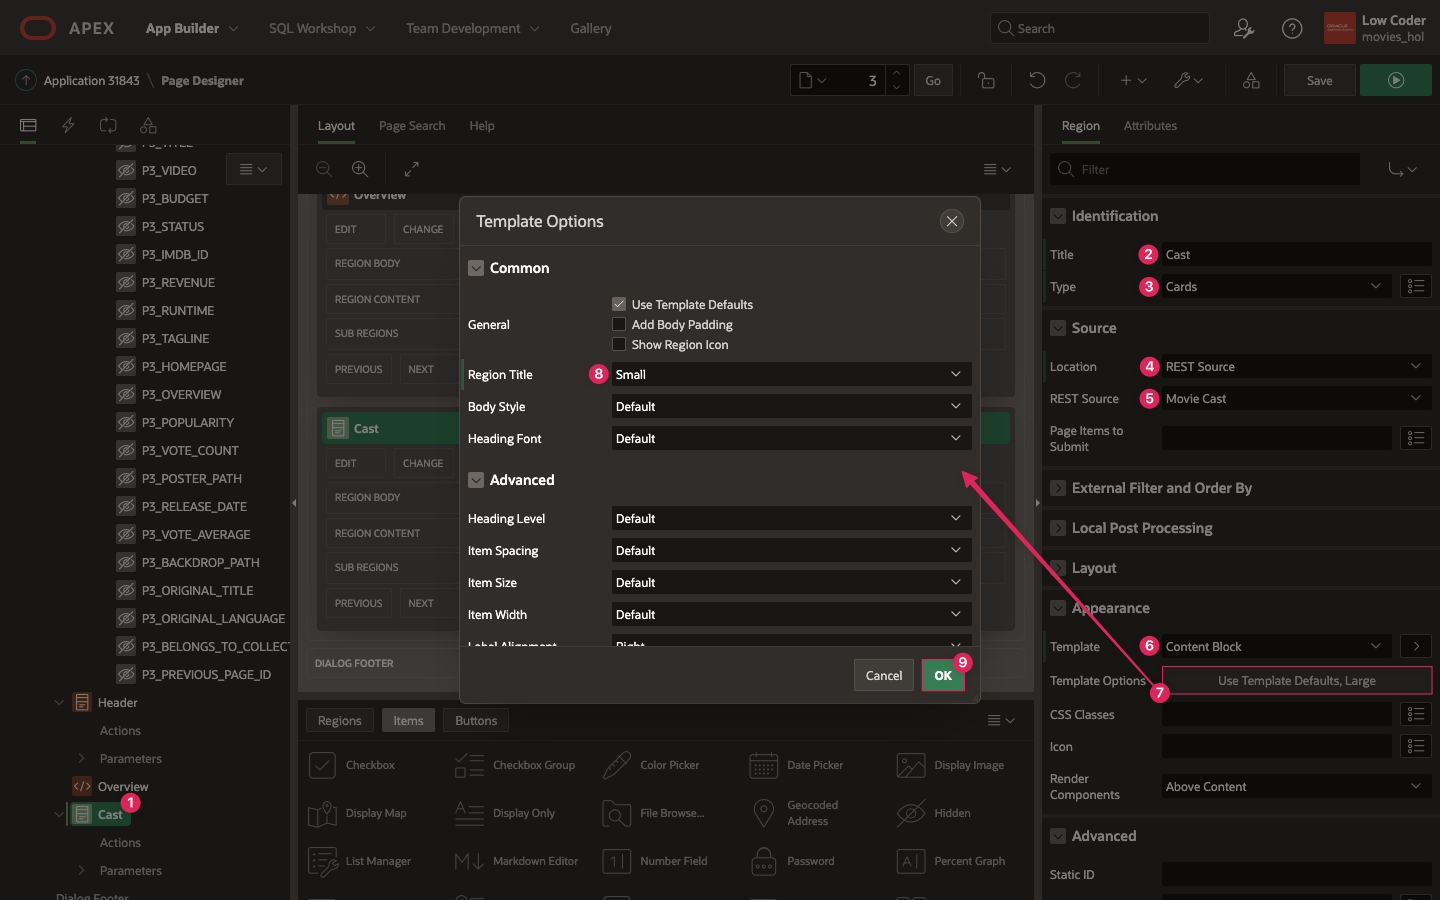 APEX
App Builder
SQL Workshop
Team Development
Gallery
Search
Low Coder
movies_hol
Application 31843 \ Page Designer
3
Go
Save
Layout
Page Search
Help
Region
Attributes
P3_TITLE
P3_VIDEO
P3_BUDGET
P3_STATUS
P3_IMDB_ID
P3_REVENUE
P3_RUNTIME
P3_TAGLINE
P3_HOMEPAGE
P3_OVERVIEW
P3_POPULARITY
P3_VOTE_COUNT
P3_POSTER_PATH
P3_RELEASE_DATE
P3_VOTE_AVERAGE
P3_BACKDROP_PATH
P3_ORIGINAL_TITLE
P3_ORIGINAL_LANGUAGE
P3_BELONGS_TO_COLLECT
P3_PREVIOUS_PAGE_ID
Header
Actions
Parameters
</> Overview
Cast 1
Actions
Parameters
Dialog Footer
</> Overview
EDIT
CHANGE
REGION BODY
REGION CONTENT
SUB REGIONS
PREVIOUS
NEXT
Cast
EDIT
CHANGE
REGION BODY
REGION CONTENT
SUB REGIONS
PREVIOUS
NEXT
DIALOG FOOTER
Template Options
Common
General
Use Template Defaults
Add Body Padding
Show Region Icon
Region Title 8 Small
Body Style Default
Heading Font Default
Advanced
Heading Level Default
Item Spacing Default
Item Size Default
Item Width Default
Label Alignment Right
Cancel
OK 9
Regions
Items
Buttons
Checkbox
Checkbox Group
Color Picker
Date Picker
Display Image
Display Map
Display Only
File Browse...
Geocoded
Address
Hidden
List Manager
Markdown Editor
Number Field
Password
Percent Graph
Filter
Identification
Title 2 Cast
Type 3 Cards
Source
Location 4 REST Source
REST Source 5 Movie Cast
Page Items to
Submit
External Filter and Order By
Local Post Processing
Layout
Appearance
Template 6 Content Block
Template Options 7 Use Template Defaults, Large
CSS Classes
Icon
Render
Components
Above Content
Advanced
Static ID